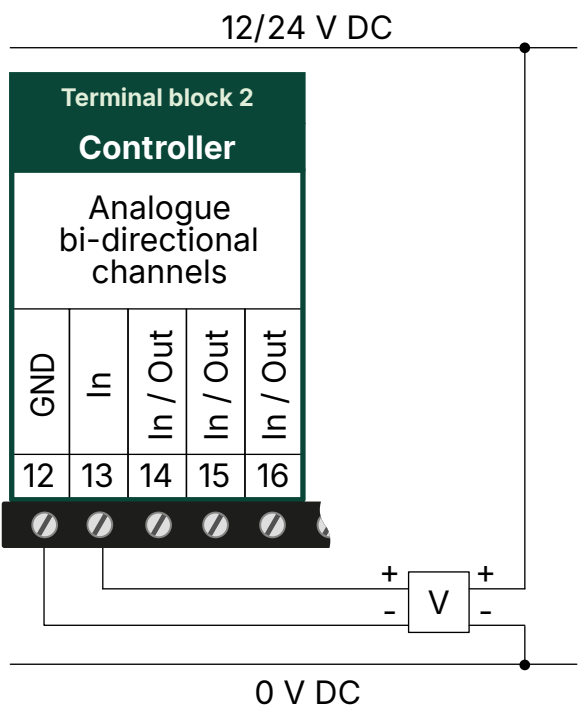 12/24 V DC
Terminal block 2
Controller
Analogue
bi-directional
channels
GND
In
In / Out
In / Out
In / Out
12 13 14 15 16
+ +
V
- -
0 V DC